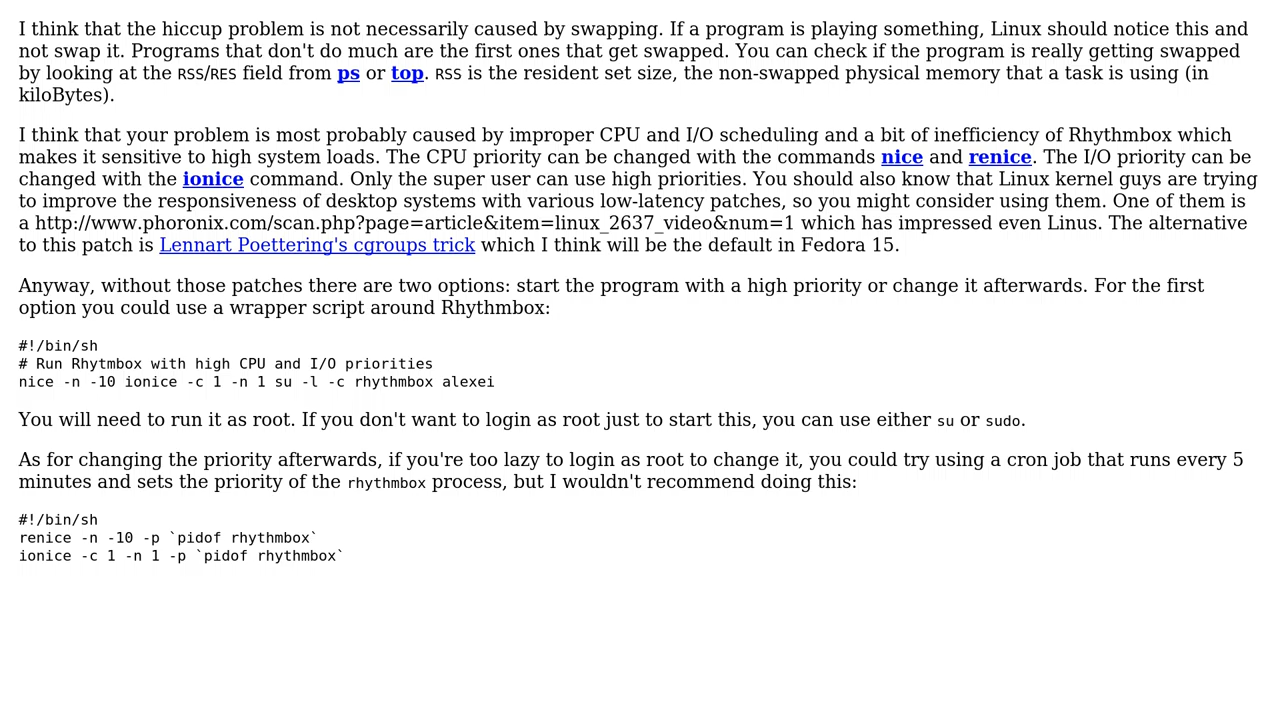 I think that the hiccup problem is not necessarily caused by swapping. If a program is playing something, Linux should notice this and
not swap it. Programs that don't do much are the first ones that get swapped. You can check if the program is really getting swapped
by looking at the RSS/RES field from ps or top. RSS is the resident set size, the non-swapped physical memory that a task is using (in
kiloBytes).
I think that your problem is most probably caused by improper CPU and I/O scheduling and a bit of inefficiency of Rhythmbox which
makes it sensitive to high system loads. The CPU priority can be changed with the commands nice and renice. The I/O priority can be
changed with the ionice command. Only the super user can use high priorities. You should also know that Linux kernel guys are trying
to improve the responsiveness of desktop systems with various low-latency patches, so you might consider using them. One of them is
a http://www.phoronix.com/scan.php?page=article&item=linux_2637_video&num=1 which has impressed even Linus. The alternative
to this patch is Lennart Poettering's cgroups trick which I think will be the default in Fedora 15.
Anyway, without those patches there are two options: start the program with a high priority or change it afterwards. For the first
option you could use a wrapper script around Rhythmbox:
#!/bin/sh
# Run Rhytmbox with high CPU and I/O priorities
nice -n -10 ionice -c 1 -n 1 su -l -c rhythmbox alexei
You will need to run it as root. If you don't want to login as root just to start this, you can use either su or sudo.
As for changing the priority afterwards, if you're too lazy to login as root to change it, you could try using a cron job that runs every 5
minutes and sets the priority of the rhythmbox process, but I wouldn't recommend doing this:
#!/bin/sh
renice -n -10 -p `pidof rhythmbox`
ionice -c 1 -n 1 -p `pidof rhythmbox`